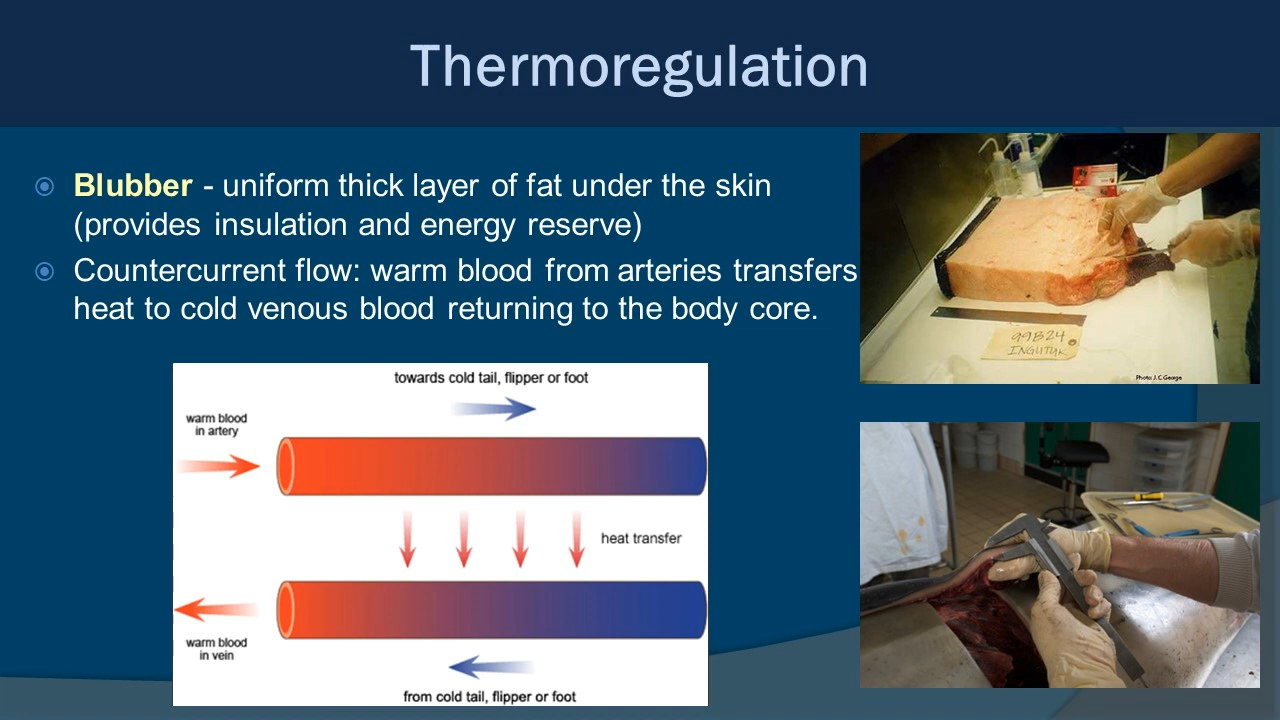 Thermoregulation
Blubber - uniform thick layer of fat under the skin
(provides insulation and energy reserve)
Countercurrent flow: warm blood from arteries transfers
heat to cold venous blood returning to the body core.
towards cold tail, flipper or foot
warm blood
in artery
heat transfer
warm blood
in vein
from cold tail, flipper or foot
99B24
INGUTUK
Photo: J. C George